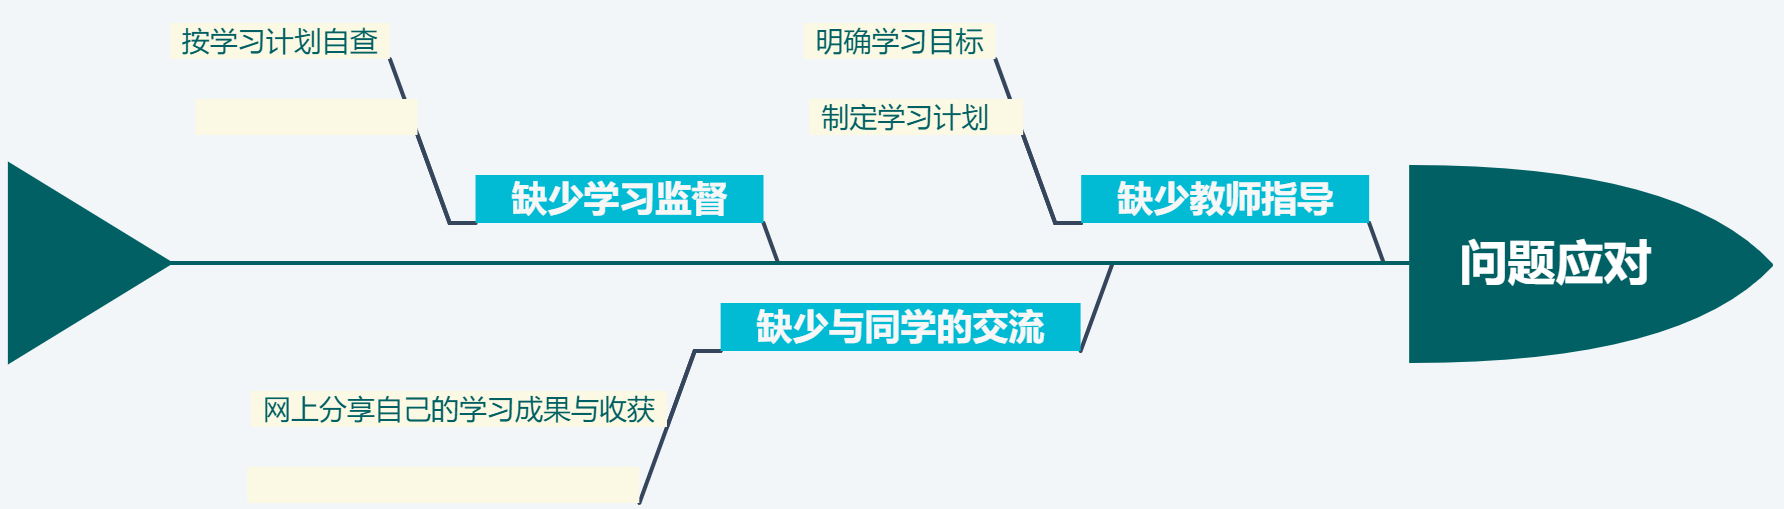 按学习计划自查
明确学习目标
制定学习计划
缺少学习监督
缺少教师指导
问题应对
缺少与同学的交流
网上分享自己的学习成果与收获